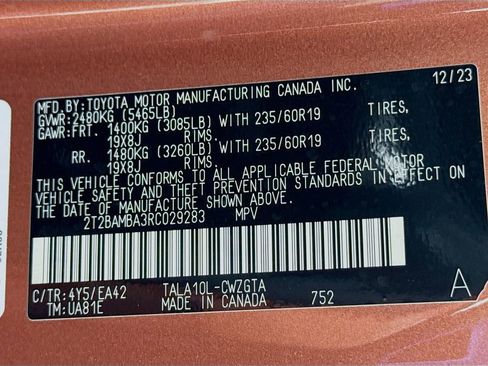 MFD.BY:TOYOTA MOTOR MANUFACTURING CANADA INC. 12/23
GVWR:2480KG (5465LB)
GAWR:FRT. 1400KG (3085LB) WITH 235/60R19 TIRES,
19X8J RIMS.
RR. 1480KG (3260LB) WITH 235/60R19 TIRES,
19X8J RIMS.
THIS VEHICLE CONFORMS TO ALL APPLICABLE FEDERAL MOTOR
VEHICLE SAFETY AND THEFT PREVENTION STANDARDS IN EFFECT ON
THE DATE OF MANUFACTURE SHOWN ABOVE.
2T2BAMBA3RC029283 MPV
C/TR:4Y5/EA42 TALA10L-CWZGTA
TM:UA81E MADE IN CANADA 752 A